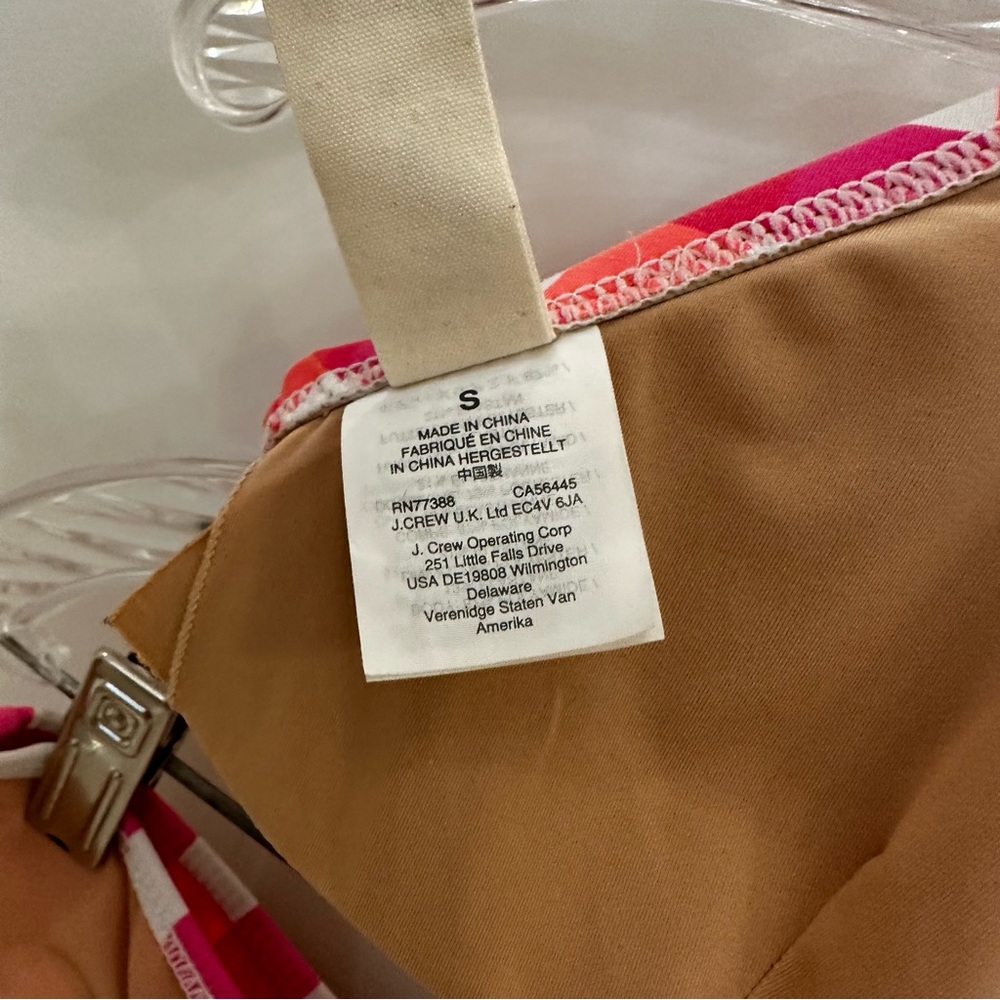 S
MADE IN CHINA
FABRIQUÉ EN CHINE
IN CHINA HERGESTELLT
中国製
RN77388 CA56445
J.CREW U.K. Ltd EC4V 6JA
J. Crew Operating Corp
251 Little Falls Drive
USA DE19808 Wilmington
Delaware
Verenidge Staten Van
Amerika